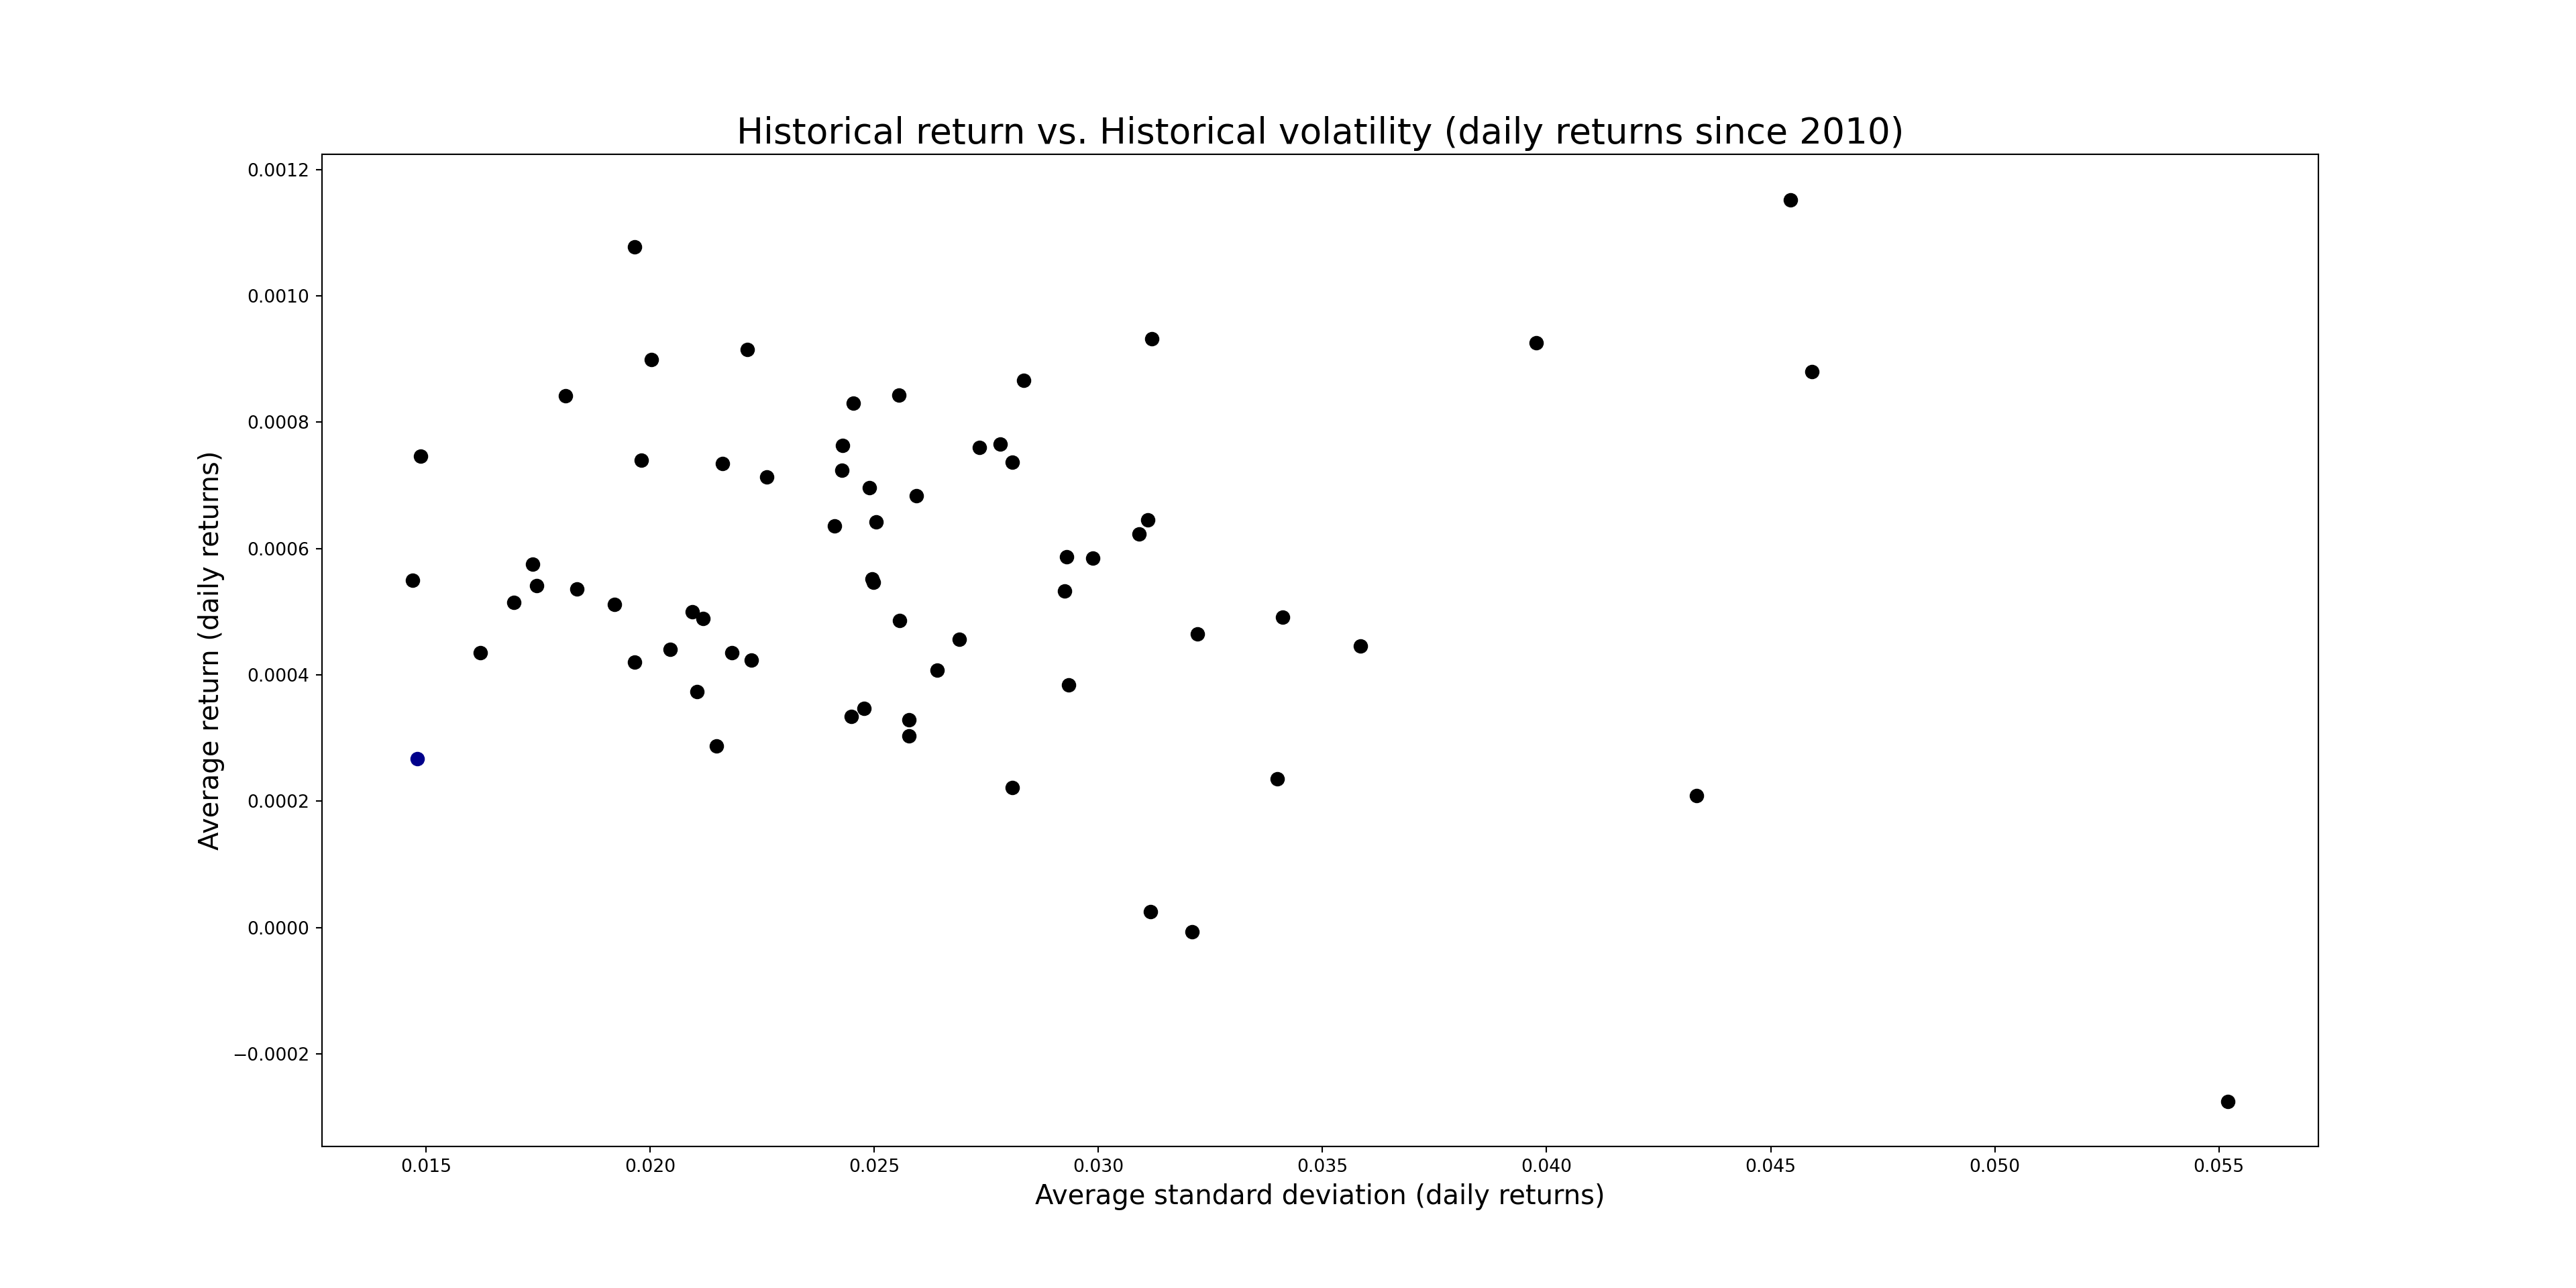 Historical return vs. Historical volatility (daily returns since 2010)
0.0012
0.0010
0.0008
0.0006
0.0004
0.0002
0.0000
−0.0002
Average return (daily returns)
0.015 0.020 0.025 0.030 0.035 0.040 0.045 0.050 0.055
Average standard deviation (daily returns)